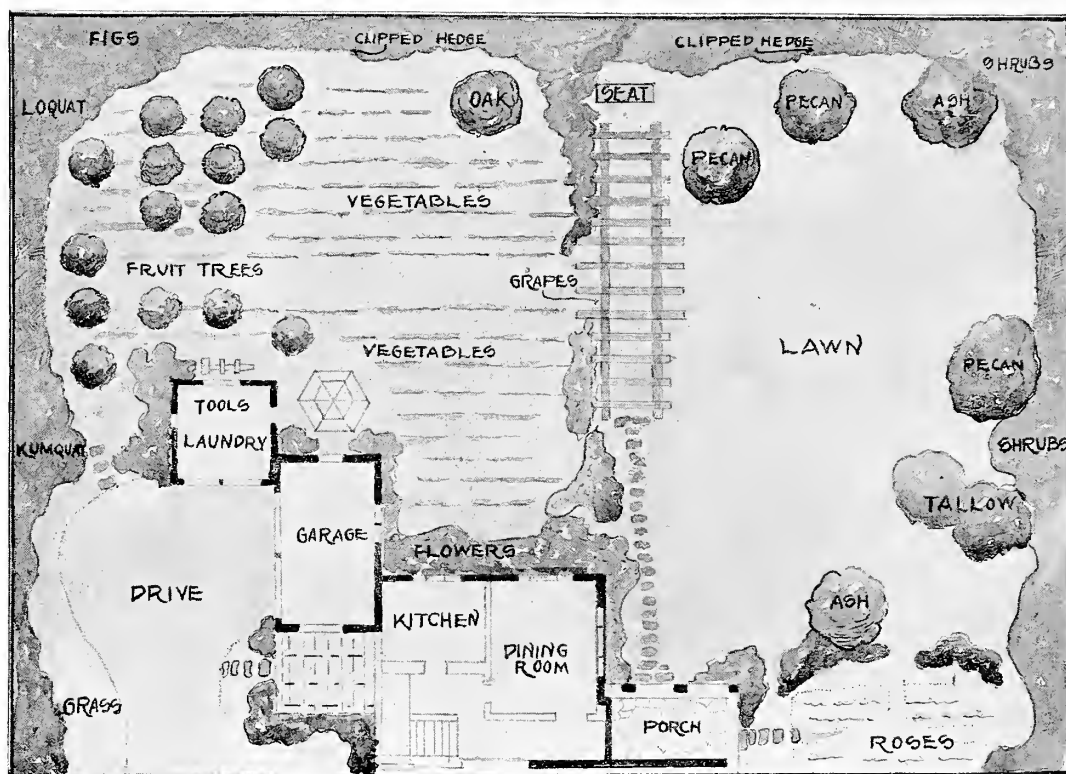 FIGS
CLIPPED HEDGE
CLIPPED HEDGE
SHRUBS
LOQUAT
OAK
SEAT
PECAN
ASH
PECAN
VEGETABLES
FRUIT TREES
GRAPES
VEGETABLES
LAWN
PECAN
TOOLS
LAUNDRY
KUMQUAT
SHRUBS
TALLOW
GARAGE
FLOWERS
DRIVE
ASH
KITCHEN
DINING
ROOM
GRASS
PORCH
ROSES